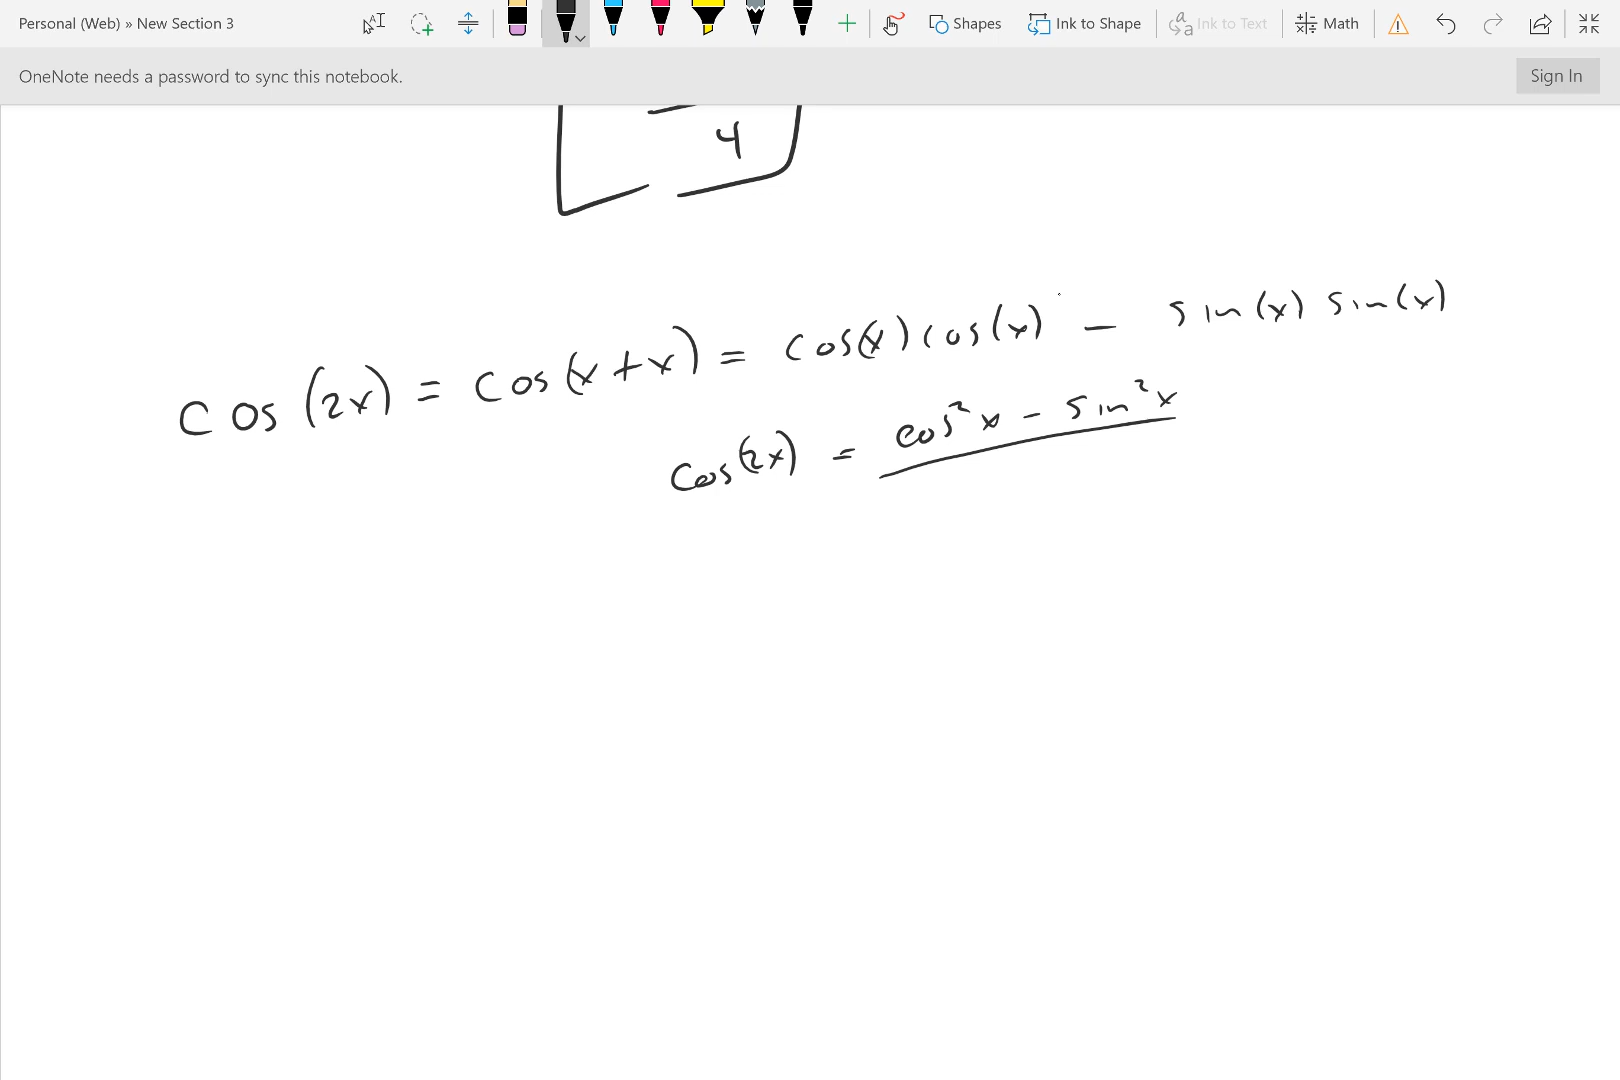 Personal (Web) » New Section 3
Shapes
Ink to Shape
Ink to Text
Math
OneNote needs a password to sync this notebook.
Sign In
4
cos (2x) = cos(x+x) = cos(x) cos(x) - sin(x) sin(x)
cos(2x) = cos²x - sin²x